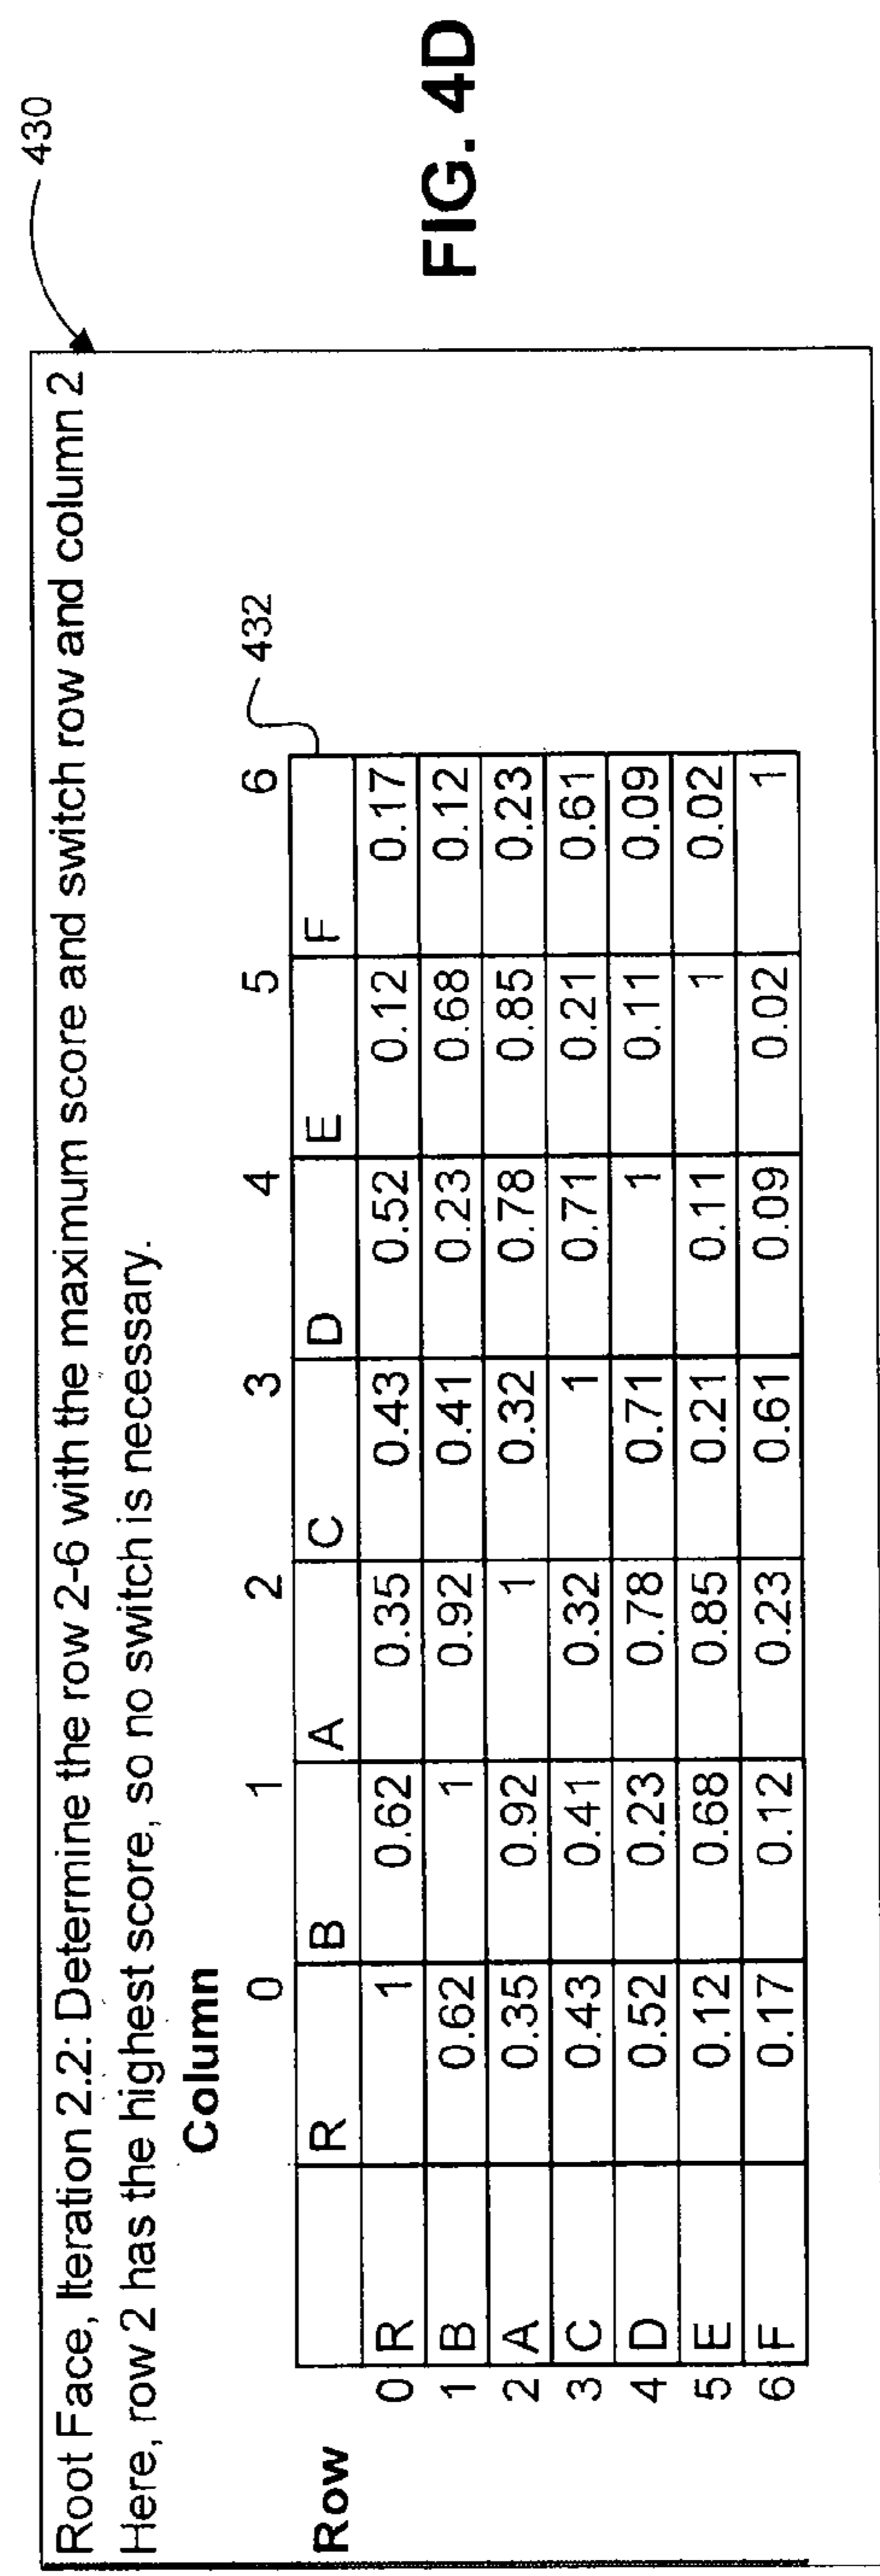 430
Root Face, Iteration 2.2: Determine the row 2-6 with the maximum score and switch row and column 2
Here, row 2 has the highest score, so no switch is necessary.
Column
0 1 2 3 4 5 6
432
Row
R B A C D E F
0 R 1 0.62 0.35 0.43 0.52 0.12 0.17
1 B 0.62 1 0.92 0.41 0.23 0.68 0.12
2 A 0.35 0.92 1 0.32 0.78 0.85 0.23
3 C 0.43 0.41 0.32 1 0.71 0.21 0.61
4 D 0.52 0.23 0.78 0.71 1 0.11 0.09
5 E 0.12 0.68 0.85 0.21 0.11 1 0.02
6 F 0.17 0.12 0.23 0.61 0.09 0.02 1
FIG. 4D